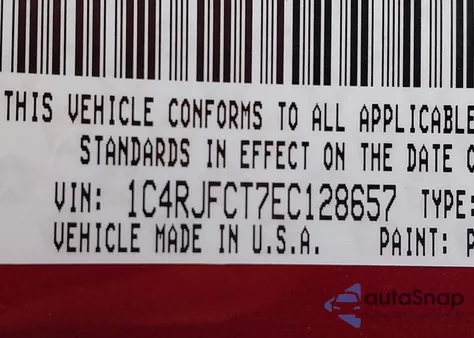 THIS VEHICLE CONFORMS TO ALL APPLICABLE
STANDARDS IN EFFECT ON THE DATE O
VIN: 1C4RJFCT7EC128657 TYPE:
VEHICLE MADE IN U.S.A. PAINT: P
autoSnap